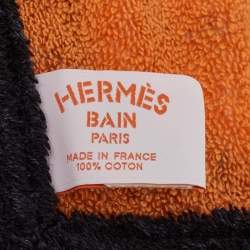 HERMÈS
BAIN
PARIS
MADE IN FRANCE
100% COTON